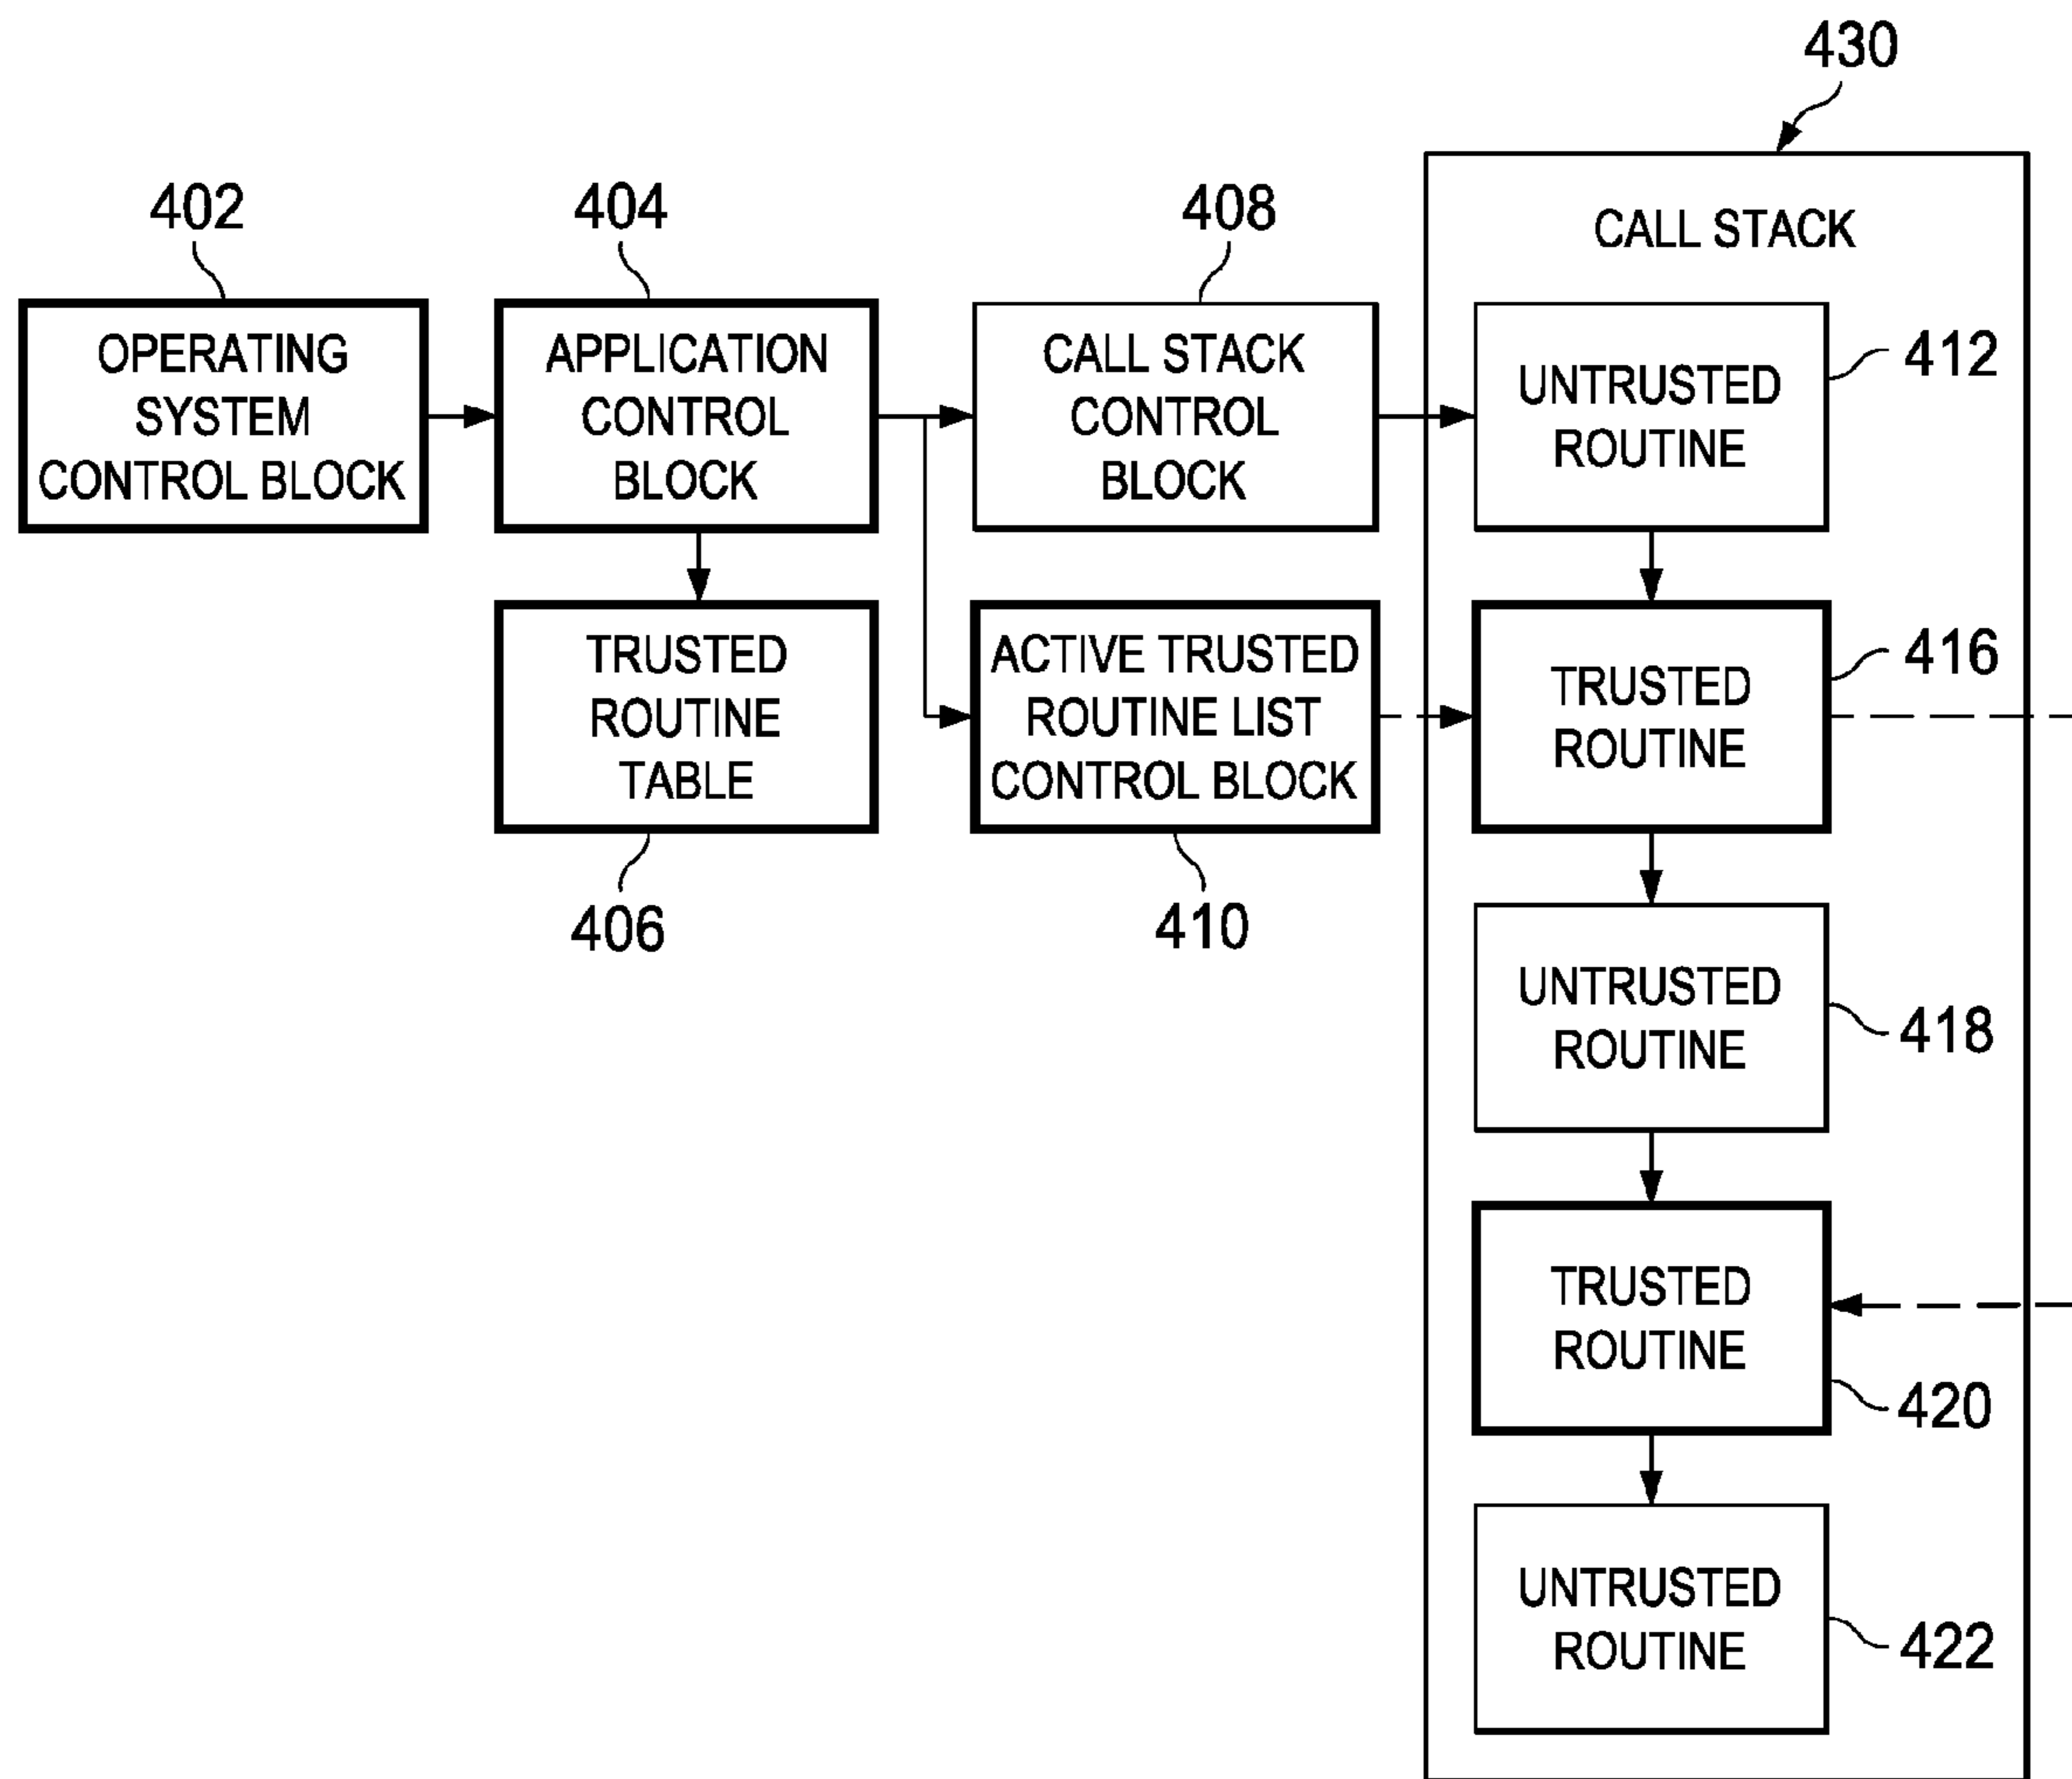 430
402
404
408
CALL STACK
OPERATING
SYSTEM
CONTROL BLOCK
APPLICATION
CONTROL
BLOCK
CALL STACK
CONTROL
BLOCK
UNTRUSTED
ROUTINE
412
TRUSTED
ROUTINE
TABLE
ACTIVE TRUSTED
ROUTINE LIST
CONTROL BLOCK
TRUSTED
ROUTINE
416
406
410
UNTRUSTED
ROUTINE
418
TRUSTED
ROUTINE
420
UNTRUSTED
ROUTINE
422